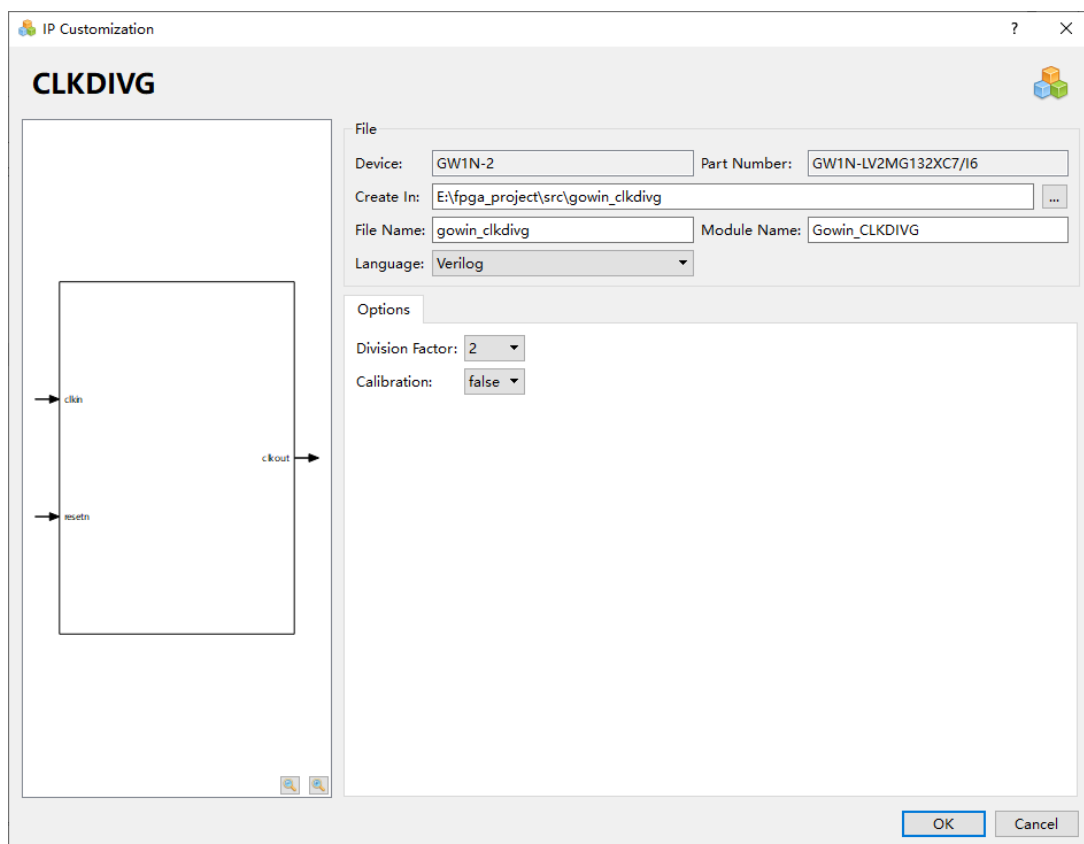 IP Customization
?
CLKDIVG
File
Device: GW1N-2 Part Number: GW1N-LV2MG132XC7/I6
Create In: E:\fpga_project\src\gowin_clkdivg ...
File Name: gowin_clkdivg Module Name: Gowin_CLKDIVG
Language: Verilog
Options
Division Factor: 2
Calibration: false
clkin
clkout
resetn
OK Cancel